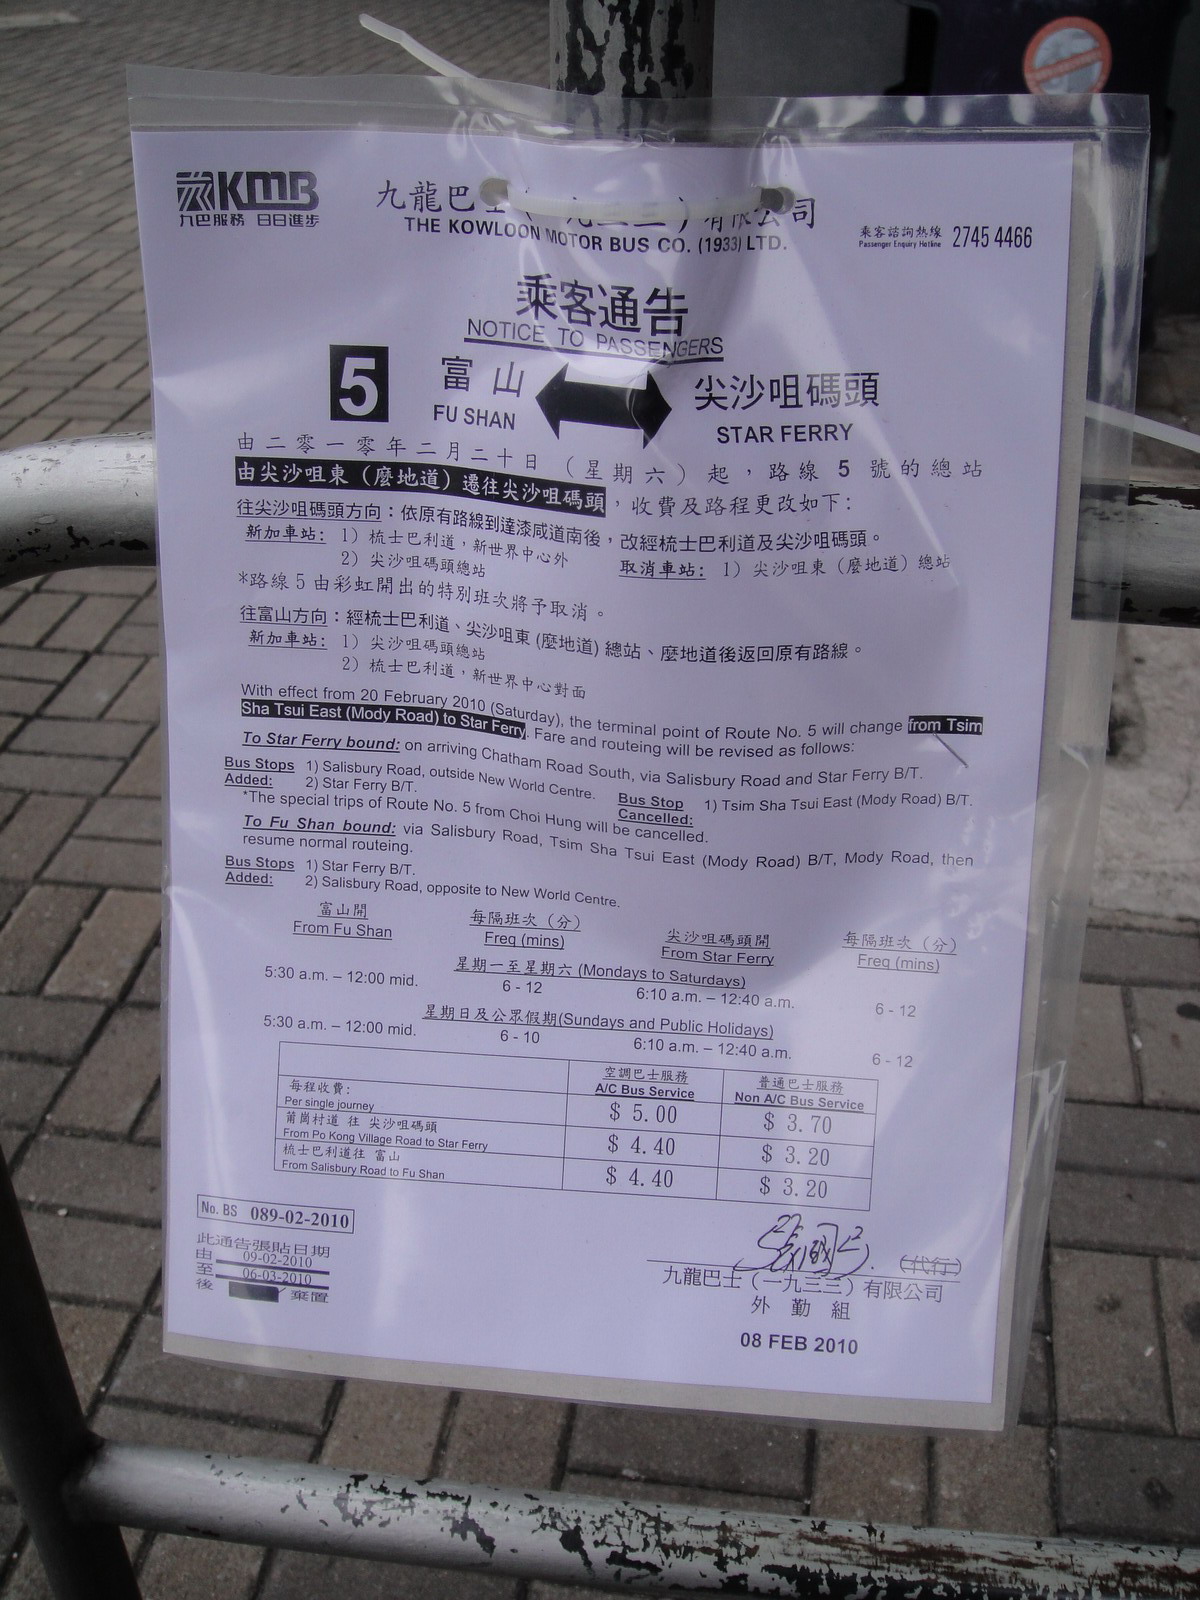 KMB
九巴服務 日日進步
九龍巴士（一九三三）有限公司
THE KOWLOON MOTOR BUS CO. (1933) LTD.
乘客諮詢熱線
Passenger Enquiry Hotline 2745 4466
乘客通告
NOTICE TO PASSENGERS
5 富山 尖沙咀碼頭
FU SHAN STAR FERRY
由二零一零年二月二十日（星期六）起，路線 5 號的總站
由尖沙咀東（麼地道）遷往尖沙咀碼頭，收費及路程更改如下:
往尖沙咀碼頭方向：依原有路線到達漆咸道南後，改經梳士巴利道及尖沙咀碼頭。
新加車站: 1) 梳士巴利道，新世界中心外
2) 尖沙咀碼頭總站 取消車站: 1) 尖沙咀東（麼地道）總站
*路線 5 由彩虹開出的特別班次將予取消。
往富山方向：經梳士巴利道、尖沙咀東 (麼地道) 總站、麼地道後返回原有路線。
新加車站: 1) 尖沙咀碼頭總站
2) 梳士巴利道，新世界中心對面
With effect from 20 February 2010 (Saturday), the terminal point of Route No. 5 will change from Tsim
Sha Tsui East (Mody Road) to Star Ferry. Fare and routeing will be revised as follows:
To Star Ferry bound: on arriving Chatham Road South, via Salisbury Road and Star Ferry B/T.
Bus Stops Added: 1) Salisbury Road, outside New World Centre.
2) Star Ferry B/T. Bus Stop Cancelled: 1) Tsim Sha Tsui East (Mody Road) B/T.
*The special trips of Route No. 5 from Choi Hung will be cancelled.
To Fu Shan bound: via Salisbury Road, Tsim Sha Tsui East (Mody Road) B/T, Mody Road, then
resume normal routeing.
Bus Stops Added: 1) Star Ferry B/T.
2) Salisbury Road, opposite to New World Centre.
富山開 每隔班次（分） 尖沙咀碼頭開 每隔班次（分）
From Fu Shan Freq (mins) From Star Ferry Freq (mins)
星期一至星期六 (Mondays to Saturdays)
5:30 a.m. – 12:00 mid. 6 - 12 6:10 a.m. – 12:40 a.m. 6 - 12
星期日及公眾假期(Sundays and Public Holidays)
5:30 a.m. – 12:00 mid. 6 - 10 6:10 a.m. – 12:40 a.m. 6 - 12
空調巴士服務 普通巴士服務
A/C Bus Service Non A/C Bus Service
每程收費:
Per single journey $ 5.00 $ 3.70
莆崗村道 往 尖沙咀碼頭
From Po Kong Village Road to Star Ferry $ 4.40 $ 3.20
梳士巴利道往 富山
From Salisbury Road to Fu Shan $ 4.40 $ 3.20
No. BS 089-02-2010
此通告張貼日期
由 09-02-2010
至 06-03-2010
後 棄置
(代行)
九龍巴士（一九三三）有限公司
外勤組
08 FEB 2010